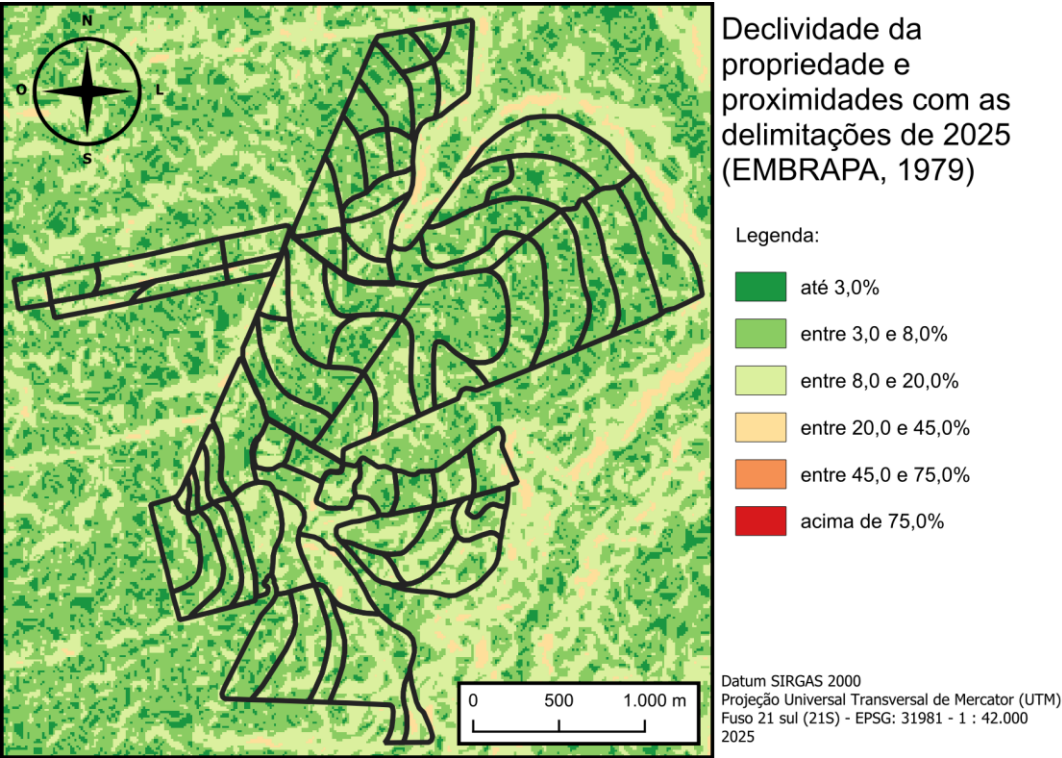 N
O
L
S
Declividade da
propriedade e
proximidades com as
delimitações de 2025
(EMBRAPA, 1979)
Legenda:
até 3,0%
entre 3,0 e 8,0%
entre 8,0 e 20,0%
entre 20,0 e 45,0%
entre 45,0 e 75,0%
acima de 75,0%
0 500 1.000 m
Datum SIRGAS 2000
Projeção Universal Transversal de Mercator (UTM)
Fuso 21 sul (21S) - EPSG: 31981 - 1 : 42.000
2025